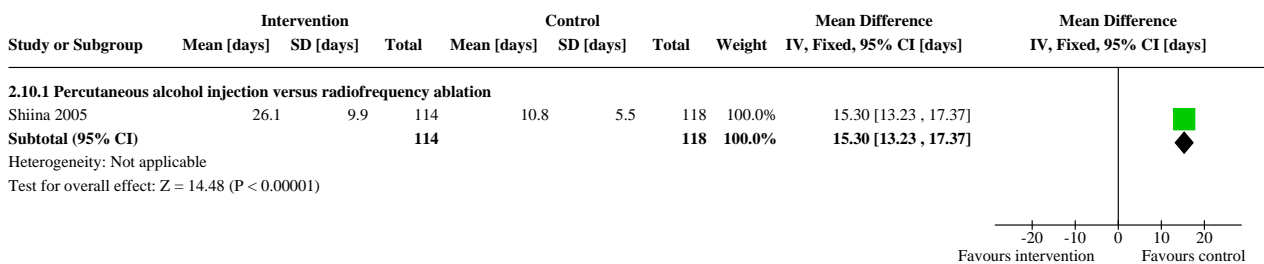 Intervention Control Mean Difference Mean Difference
Study or Subgroup Mean [days] SD [days] Total Mean [days] SD [days] Total Weight IV, Fixed, 95% CI [days] IV, Fixed, 95% CI [days]
2.10.1 Percutaneous alcohol injection versus radiofrequency ablation
Shiina 2005 26.1 9.9 114 10.8 5.5 118 100.0% 15.30 [13.23 , 17.37]
Subtotal (95% CI) 114 118 100.0% 15.30 [13.23 , 17.37]
Heterogeneity: Not applicable
Test for overall effect: Z = 14.48 (P < 0.00001)
-20 -10 0 10 20
Favours intervention Favours control